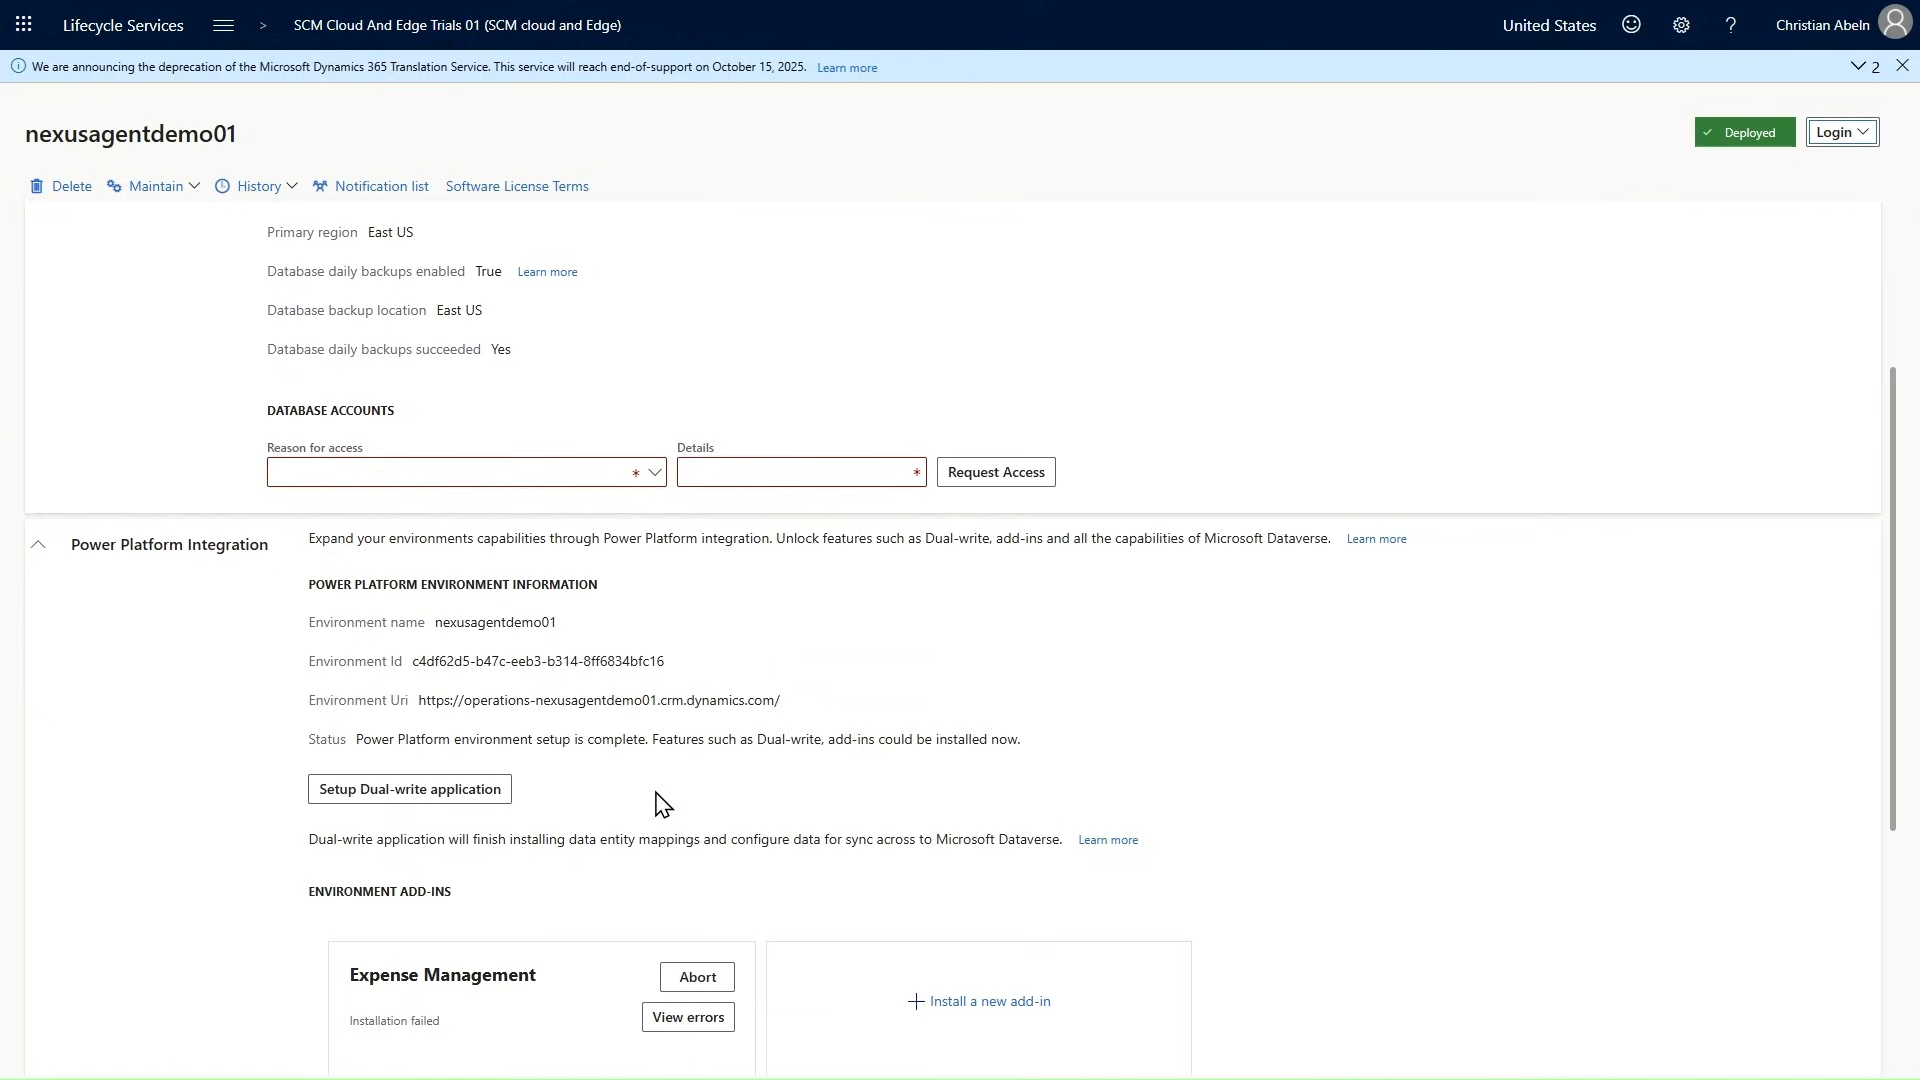 Lifecycle Services > SCM Cloud And Edge Trials 01 (SCM cloud and Edge) United States ? Christian Abeln
We are announcing the deprecation of the Microsoft Dynamics 365 Translation Service. This service will reach end-of-support on October 15, 2025. Learn more 2
nexusagentdemo01
Deployed Login
Delete Maintain History Notification list Software License Terms
Primary region East US
Database daily backups enabled True Learn more
Database backup location East US
Database daily backups succeeded Yes
DATABASE ACCOUNTS
Reason for access Details
* * Request Access
Power Platform Integration Expand your environments capabilities through Power Platform integration. Unlock features such as Dual-write, add-ins and all the capabilities of Microsoft Dataverse. Learn more
POWER PLATFORM ENVIRONMENT INFORMATION
Environment name nexusagentdemo01
Environment Id c4df62d5-b47c-eeb3-b314-8ff6834bfc16
Environment Uri https://operations-nexusagentdemo01.crm.dynamics.com/
Status Power Platform environment setup is complete. Features such as Dual-write, add-ins could be installed now.
Setup Dual-write application
Dual-write application will finish installing data entity mappings and configure data for sync across to Microsoft Dataverse. Learn more
ENVIRONMENT ADD-INS
Expense Management Abort
Install a new add-in
Installation failed View errors